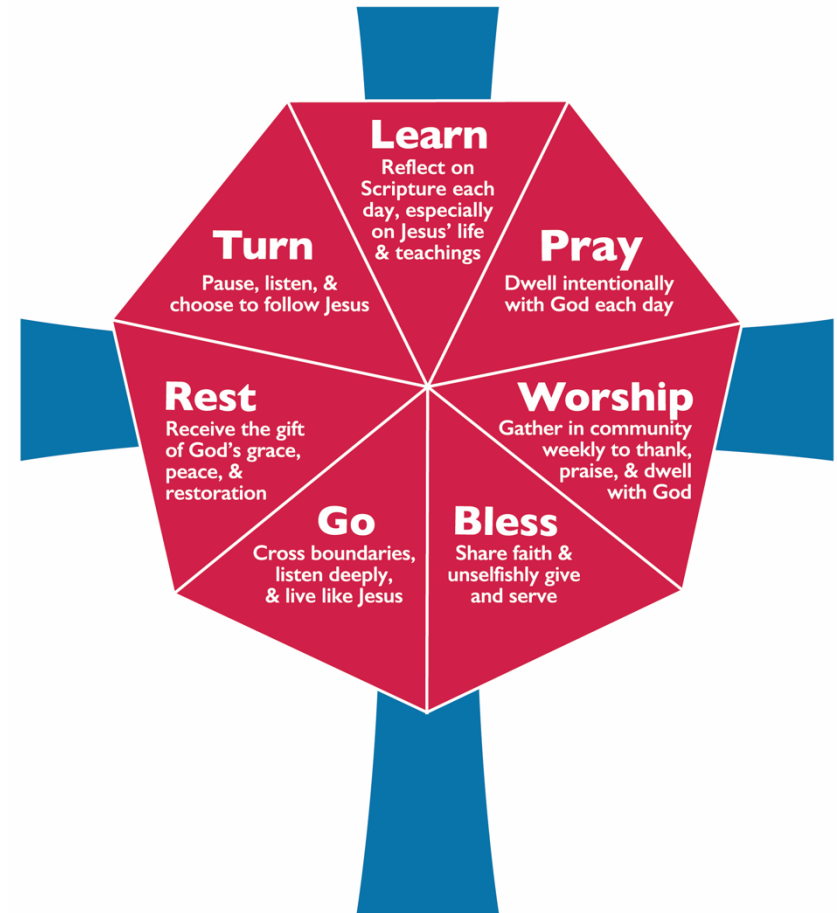 Learn
Reflect on
Scripture each
day, especially
on Jesus’ life
& teachings
Turn
Pause, listen, &
choose to follow Jesus
Pray
Dwell intentionally
with God each day
Rest
Receive the gift
of God’s grace,
peace, &
restoration
Worship
Gather in community
weekly to thank,
praise, & dwell
with God
Go
Cross boundaries,
listen deeply,
& live like Jesus
Bless
Share faith &
unselfishly give
and serve